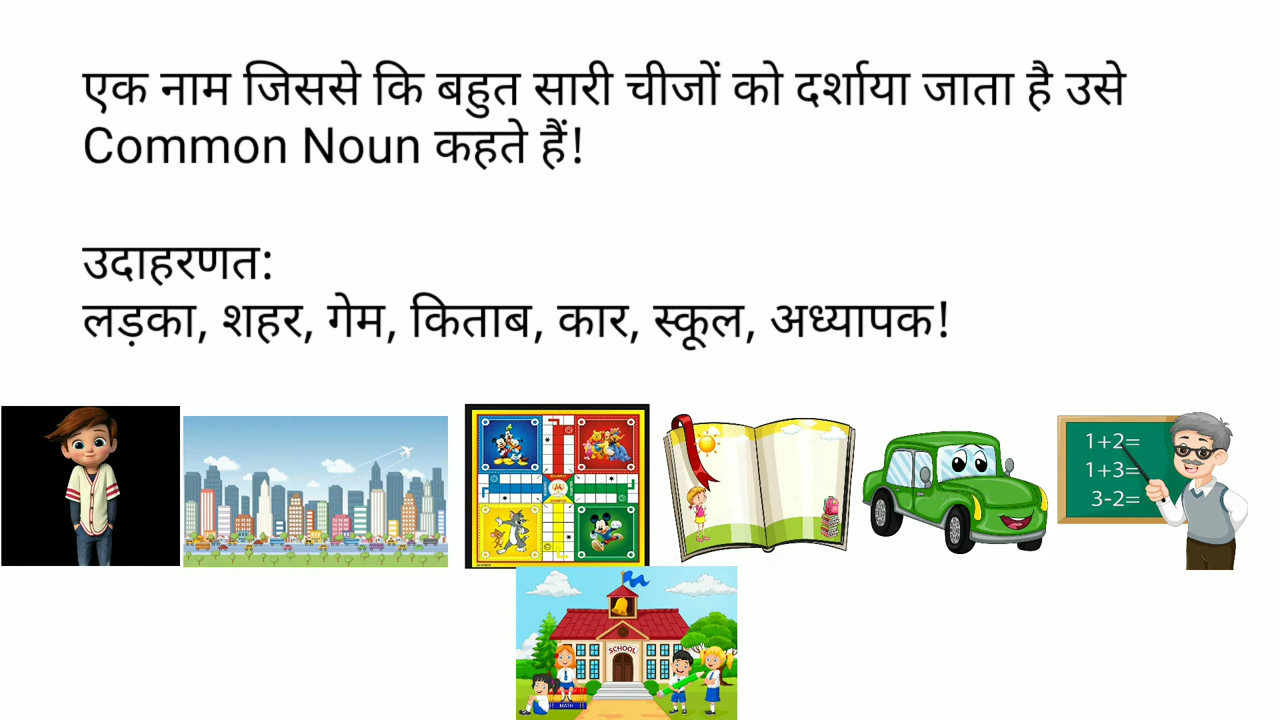 एक नाम जिससे कि बहुत सारी चीजों को दर्शाया जाता है उसे
Common Noun कहते हैं!
उदाहरणत:
लड़का, शहर, गेम, किताब, कार, स्कूल, अध्यापक!
1+2=
1+3=
3-2=
SCHOOL
MATH